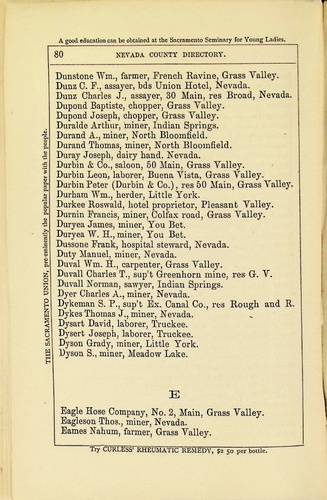 A good education can be obtained at the Sacramento Seminary for Young Ladies.
80 NEVADA COUNTY DIRECTORY.
Dunstone Wm., farmer, French Ravine, Grass Valley.
Dunz C. F., assayer, bds Union Hotel, Nevada.
Dunz Charles J., assayer, 30 Main, res Broad, Nevada.
Dupond Baptiste, chopper, Grass Valley.
Dupond Joseph, chopper, Grass Valley.
Duralde Arthur, miner, Indian Springs.
Durand A., miner, North Bloomfield.
Durand Thomas, miner, North Bloomfield.
Duray Joseph, dairy hand, Nevada.
Durbin & Co., saloon, 50 Main, Grass Valley.
Durbin Leon, laborer, Buena Vista, Grass Valley.
Durbin Peter (Durbin & Co.), res 50 Main, Grass Valley.
Durham Wm., herder, Little York.
Durkee Roswald, hotel proprietor, Pleasant Valley.
Durnin Francis, miner, Colfax road, Grass Valley.
Duryea James, miner, You Bet.
Duryea W. H., miner, You Bet.
Dussone Frank, hospital steward, Nevada.
Duty Manuel, miner, Nevada.
Duval Wm. H., carpenter, Grass Valley.
Duvall Charles T., sup't Greenhorn mine, res G. V.
Duvall Norman, sawyer, Indian Springs.
Dyer Charles A., miner, Nevada.
Dykeman S. P., sup't Ex. Canal Co., res Rough and R.
Dykes Thomas J., miner, Nevada.
Dysart David, laborer, Truckee.
Dysert Joseph, laborer, Truckee.
Dyson Grady, miner, Little York.
Dyson S., miner, Meadow Lake.
E
Eagle Hose Company, No. 2, Main, Grass Valley.
Eagleson Thos., miner, Nevada.
Eames Nahum, farmer, Grass Valley.
Try CURLESS' RHEUMATIC REMEDY, $2 50 per bottle.
THE SACRAMENTO UNION, pre-eminently the popular paper with the people.